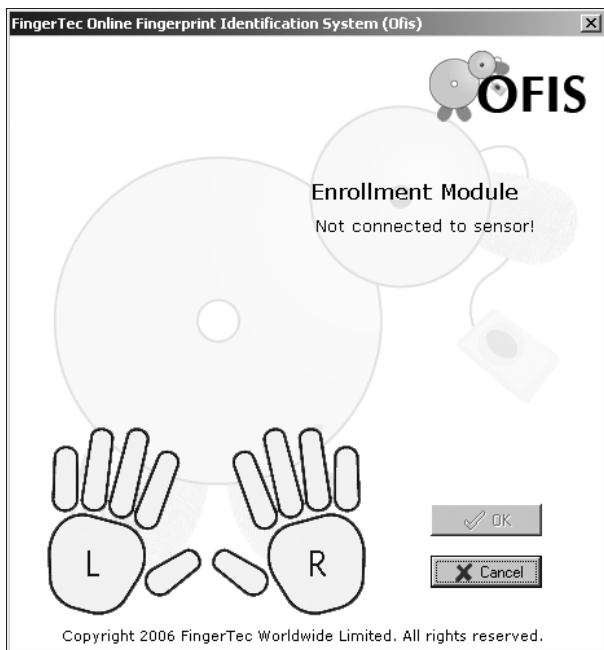 FingerTec Online Fingerprint Identification System (Ofis)
OFIS
Enrollment Module
Not connected to sensor!
L
R
OK
Cancel
Copyright 2006 FingerTec Worldwide Limited. All rights reserved.